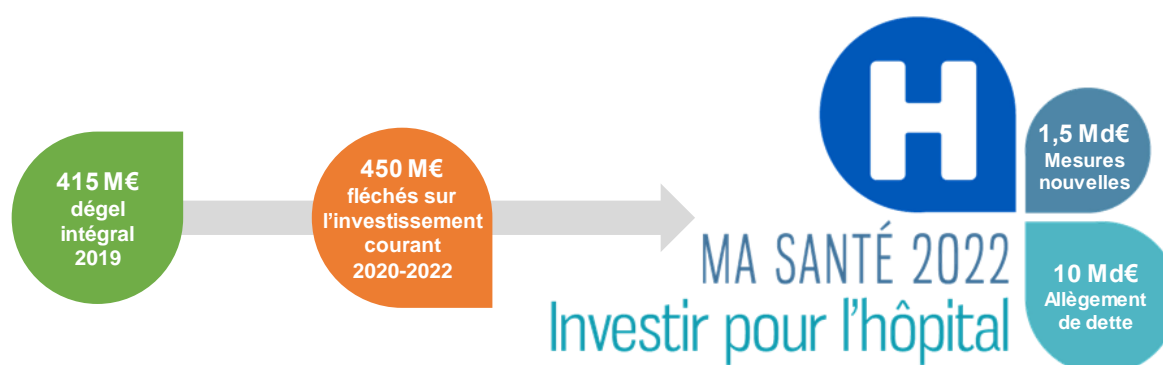 415 M€
dégel
intégral
2019
450 M€
fléchés sur
l'investissement
courant
2020-2022
H
MA SANTÉ 2022
Investir pour l'hôpital
1,5 Md€
Mesures
nouvelles
10 Md€
Allègement
de dette